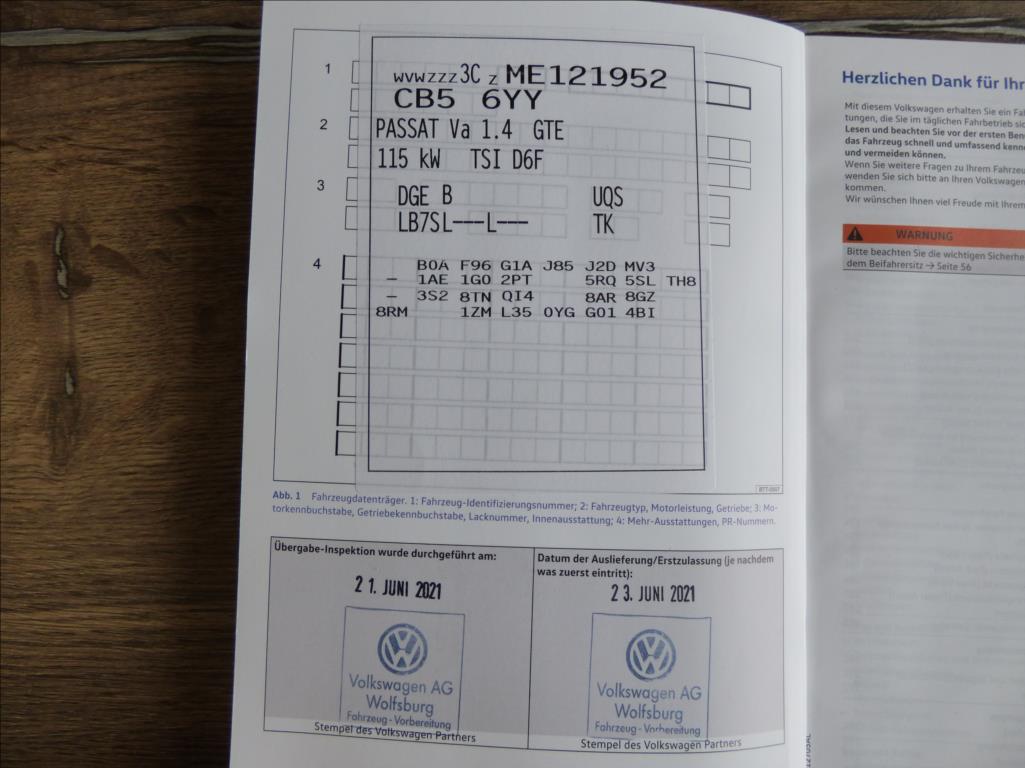 1
WVWZZZ3C Z ME121952
CB5 6YY
2
PASSAT Va 1.4 GTE
115 kW TSI D6F
3
DGE B UQS
LB7SL---L--- TK
4
B0A F96 G1A J85 J2D MV3
- 1AE 1G0 2PT 5RQ 5SL TH8
- 3S2 8TN QI4 8AR 8GZ
8RM 1ZM L35 0YG G01 4BI
Abb. 1 Fahrzeugdatenträger. 1: Fahrzeug-Identifizierungsnummer; 2: Fahrzeugtyp, Motorleistung, Getriebe; 3: Mo-
torkennbuchstabe, Getriebekennbuchstabe, Lacknummer, Innenausstattung; 4: Mehr-Ausstattungen, PR-Nummern.
Übergabe-Inspektion wurde durchgeführt am:
21. JUNI 2021
Volkswagen AG
Wolfsburg
Fahrzeug-Vorbereitung
Stempel des Volkswagen Partners
Datum der Auslieferung/Erstzulassung (je nachdem
was zuerst eintritt):
23. JUNI 2021
Volkswagen AG
Wolfsburg
Fahrzeug-Vorbereitung
Stempel des Volkswagen Partners
Herzlichen Dank für Ihr
Mit diesem Volkswagen erhalten Sie ein Fa
tungen, die Sie im täglichen Fahrbetrieb sic
Lesen und beachten Sie vor der ersten Ben
das Fahrzeug schnell und umfassend kenne
und vermeiden können.
Wenn Sie weitere Fragen zu Ihrem Fahrzeu
wenden Sie sich bitte an Ihren Volkswagen
kommen.
Wir wünschen Ihnen viel Freude mit Ihrem
WARNUNG
Bitte beachten Sie die wichtigen Sicherhe
dem Beifahrersitz → Seite 56